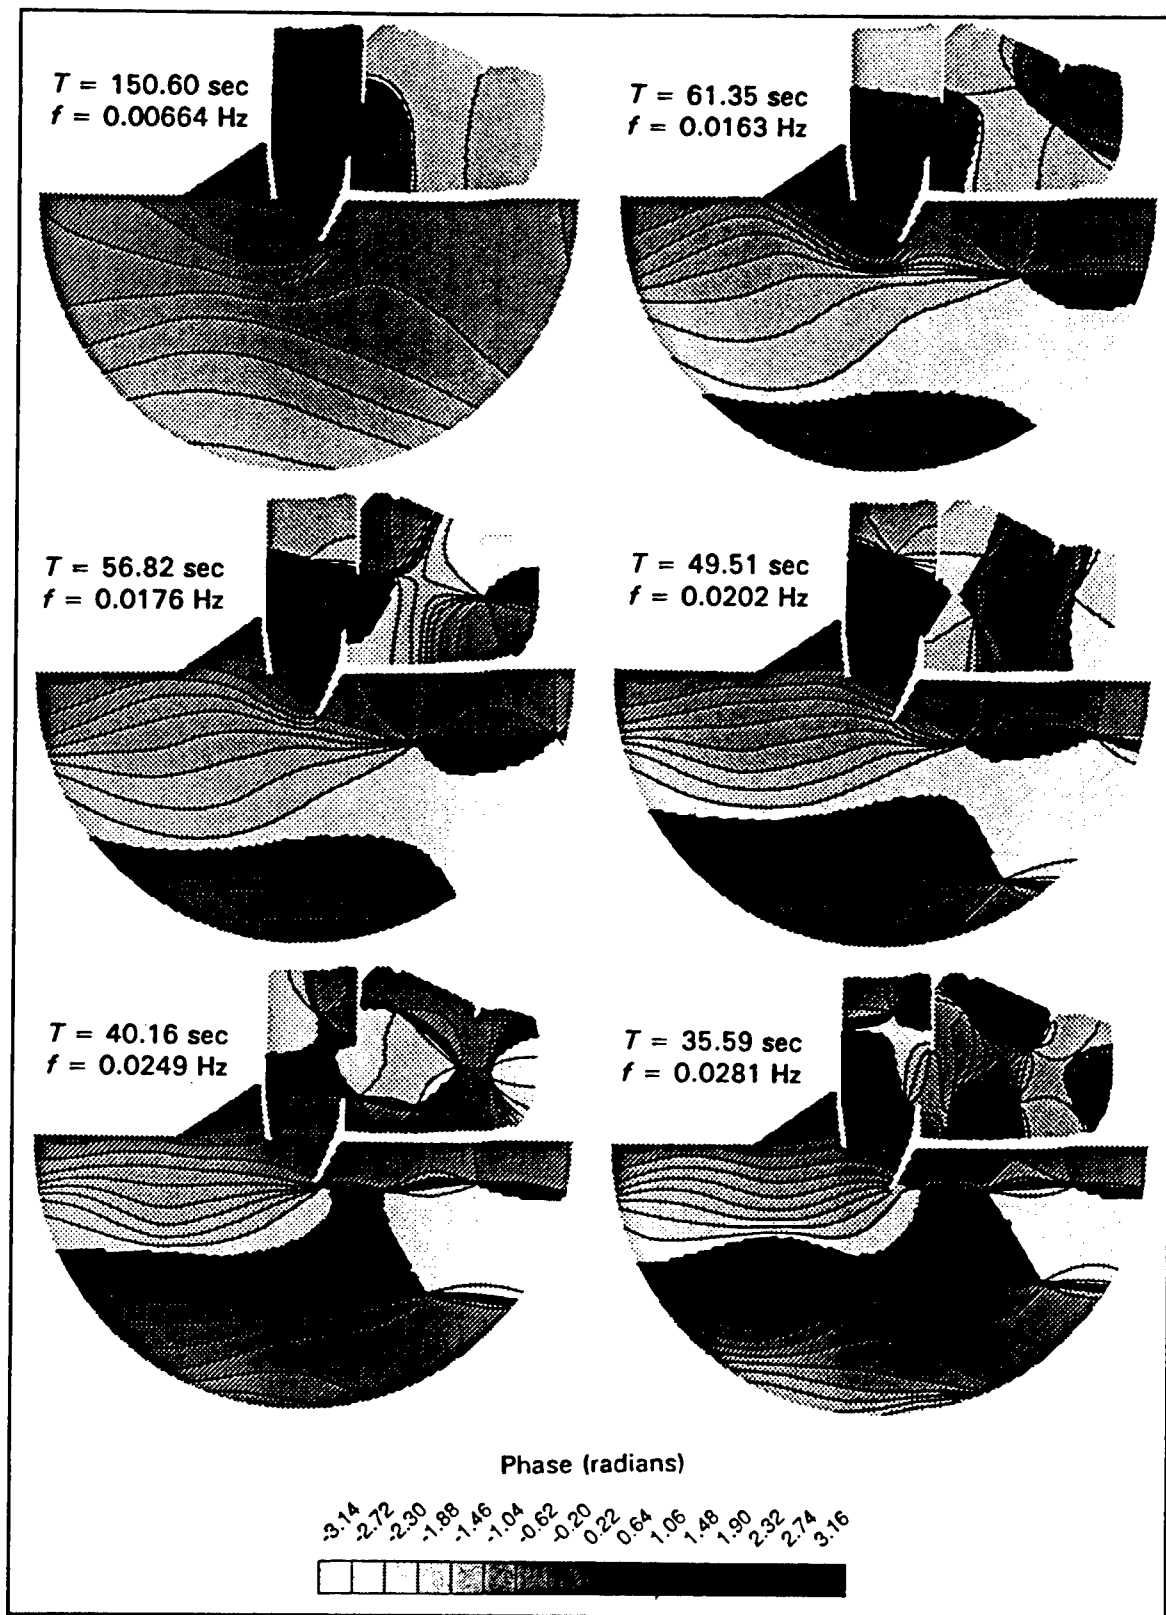 T = 150.60 sec
f = 0.00664 Hz
T = 61.35 sec
f = 0.0163 Hz
T = 56.82 sec
f = 0.0176 Hz
T = 49.51 sec
f = 0.0202 Hz
T = 40.16 sec
f = 0.0249 Hz
T = 35.59 sec
f = 0.0281 Hz
Phase (radians)
-3.14 -2.72 -2.30 -1.88 -1.46 -1.04 -0.62 -0.20 0.22 0.64 1.06 1.48 1.90 2.32 2.74 3.16